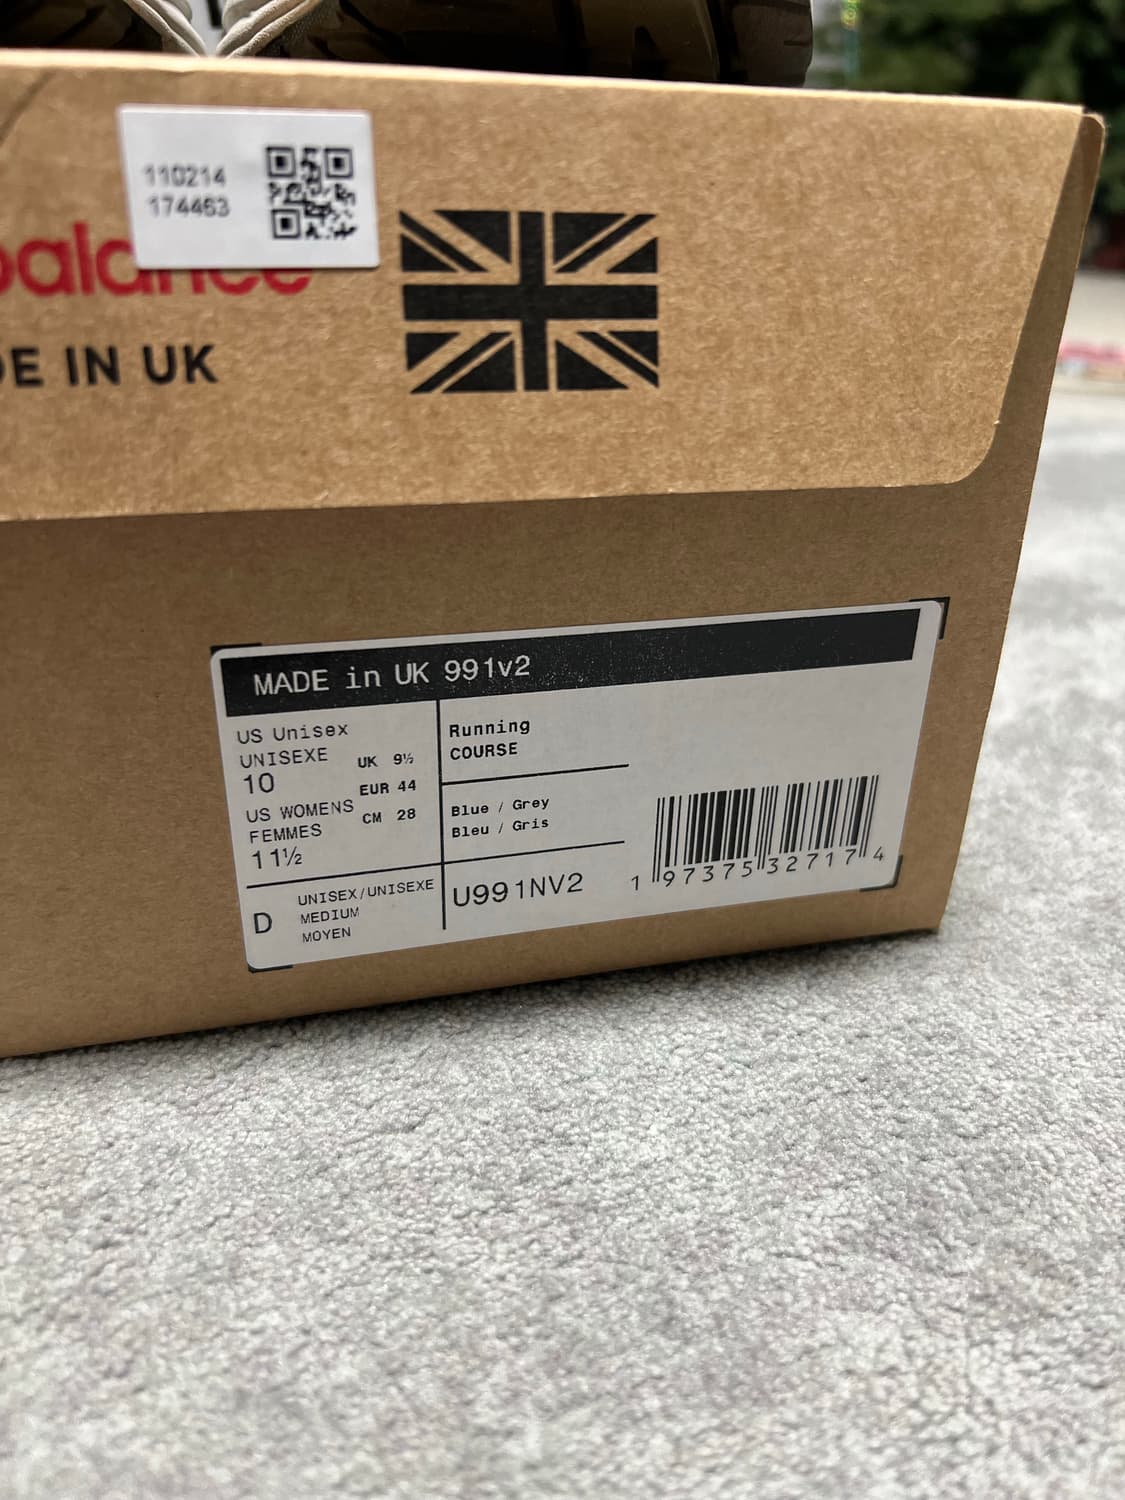 110214
174463
balance
DE IN UK
MADE in UK 991v2
US Unisex
UNISEXE
10
US WOMENS
FEMMES
11½
UK 9½
EUR 44
CM 28
Running
COURSE
Blue / Grey
Bleu / Gris
D
UNISEX/UNISEXE
MEDIUM
MOYEN
U991NV2
1 97375 32717 4